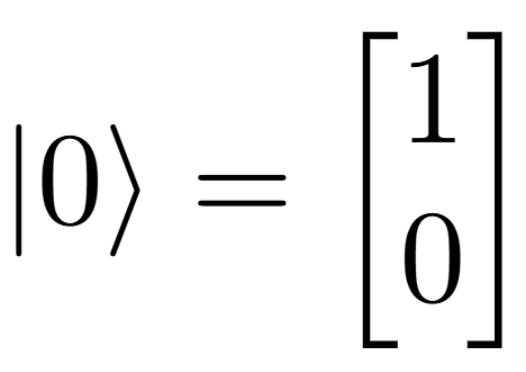 |0⟩ = [1
0]